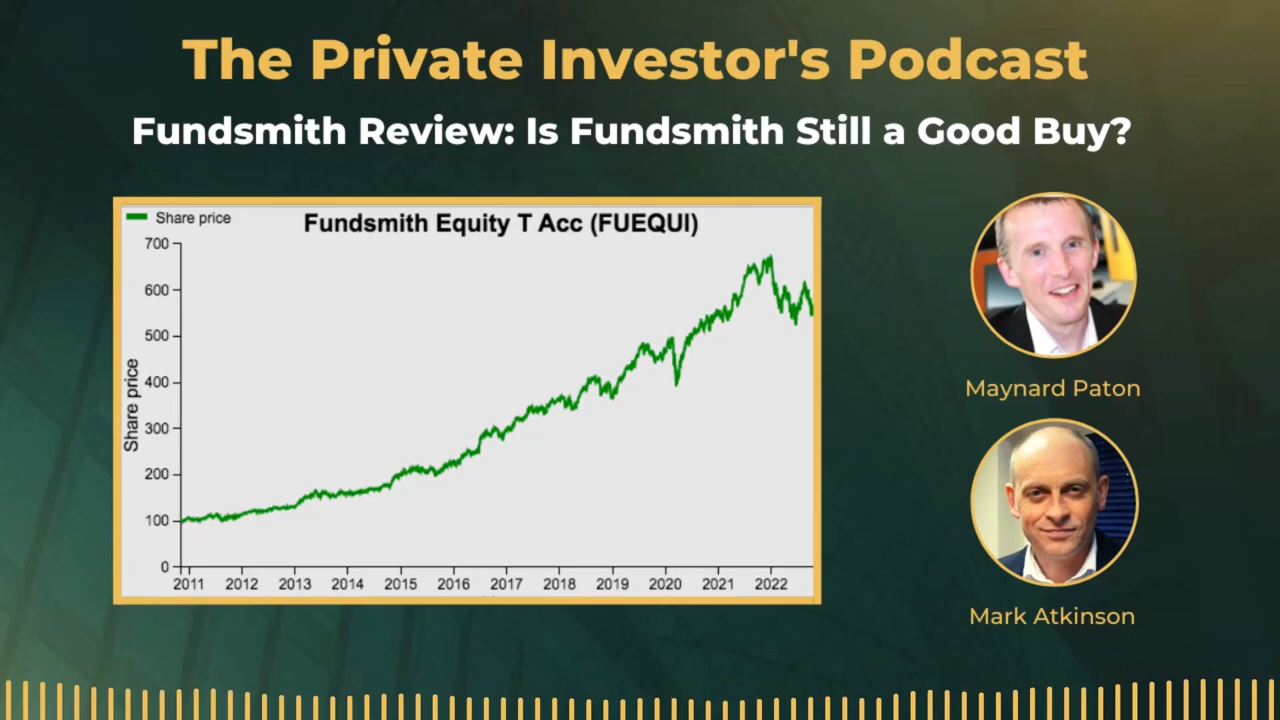 The Private Investor's Podcast
Fundsmith Review: Is Fundsmith Still a Good Buy?
Share price
Fundsmith Equity T Acc (FUEQUI)
700
600
500
400
300
200
100
0
Share price
2011 2012 2013 2014 2015 2016 2017 2018 2019 2020 2021 2022
Maynard Paton
Mark Atkinson